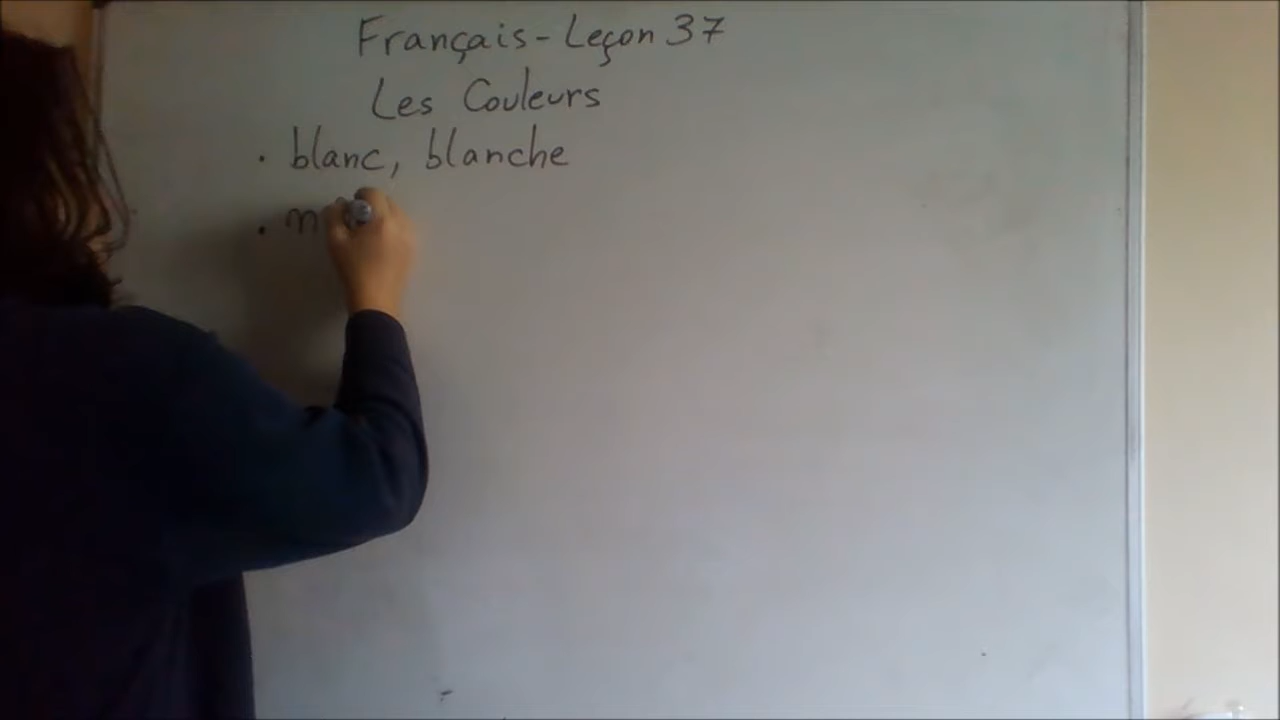 Français - Leçon 37
Les Couleurs
. blanc, blanche
.